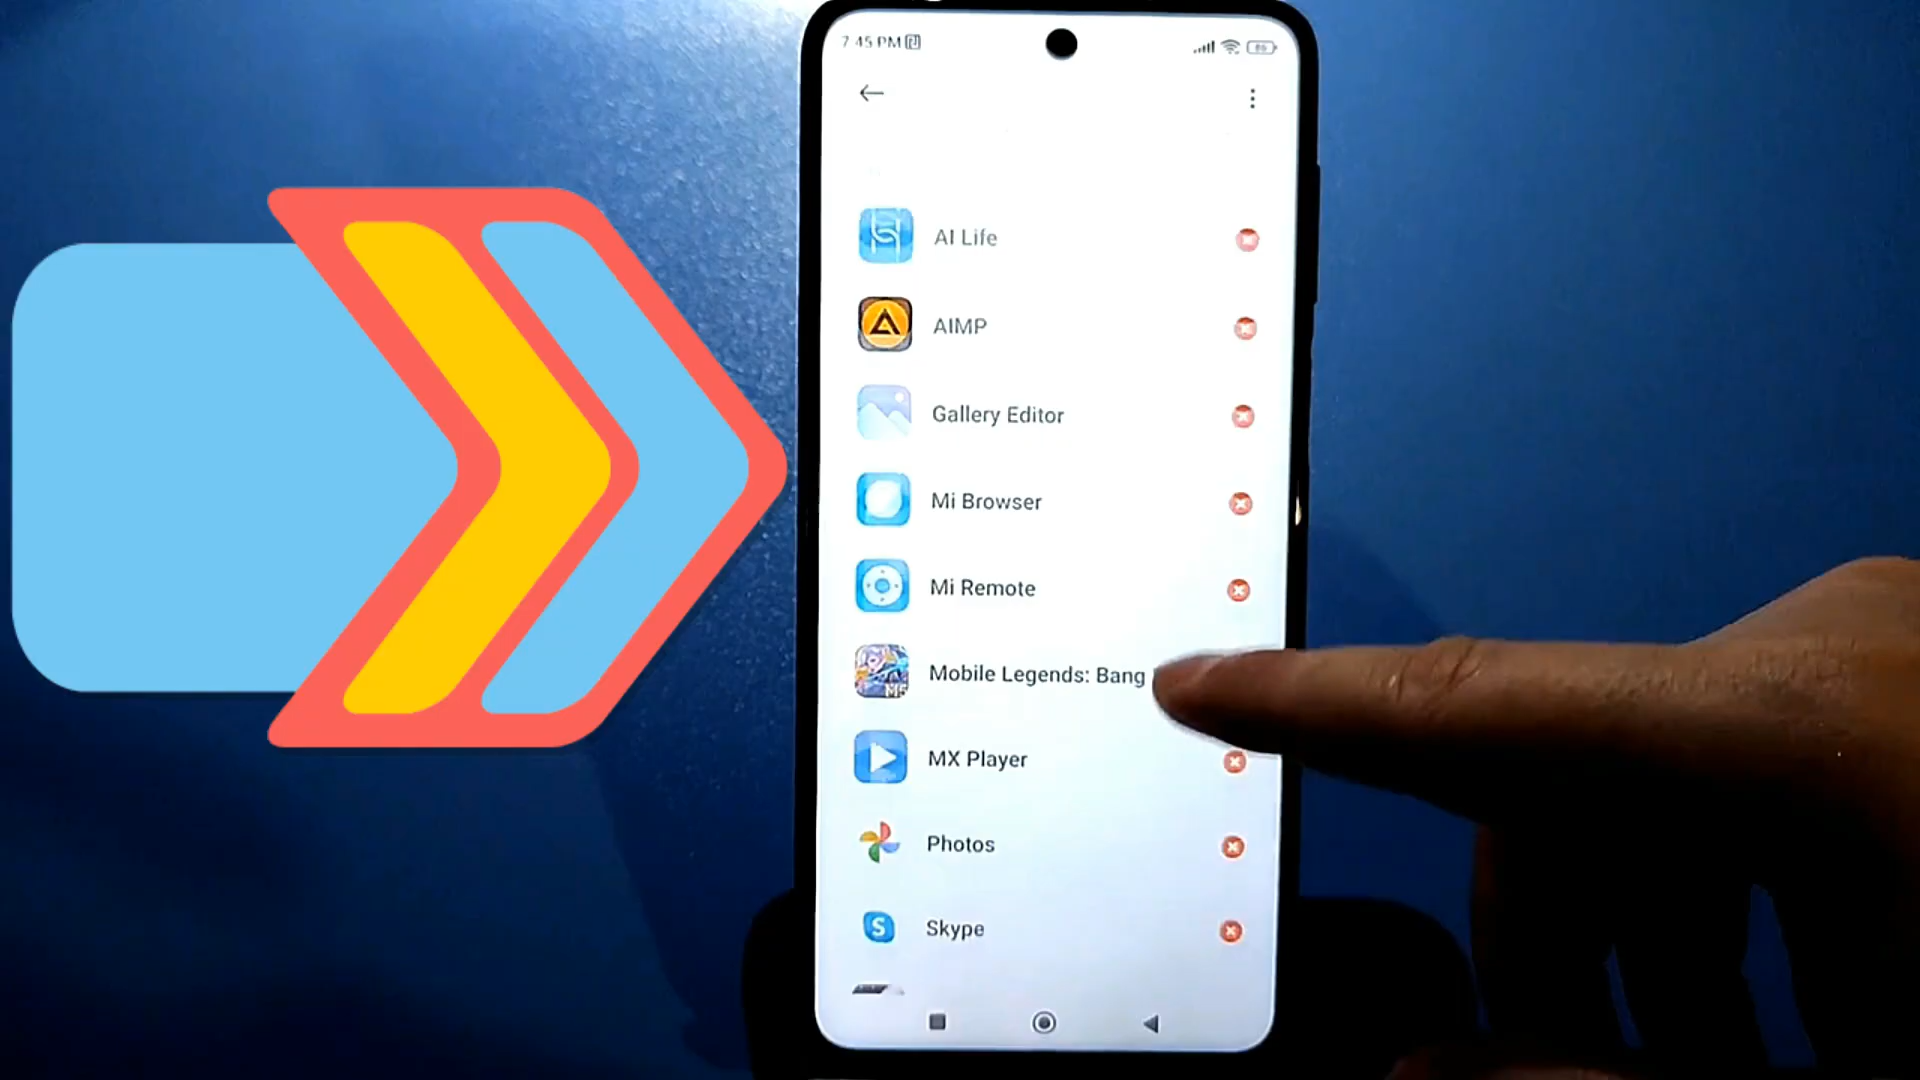 7:45 PM
86
AI Life
AIMP
Gallery Editor
Mi Browser
Mi Remote
Mobile Legends: Bang
MX Player
Photos
S Skype